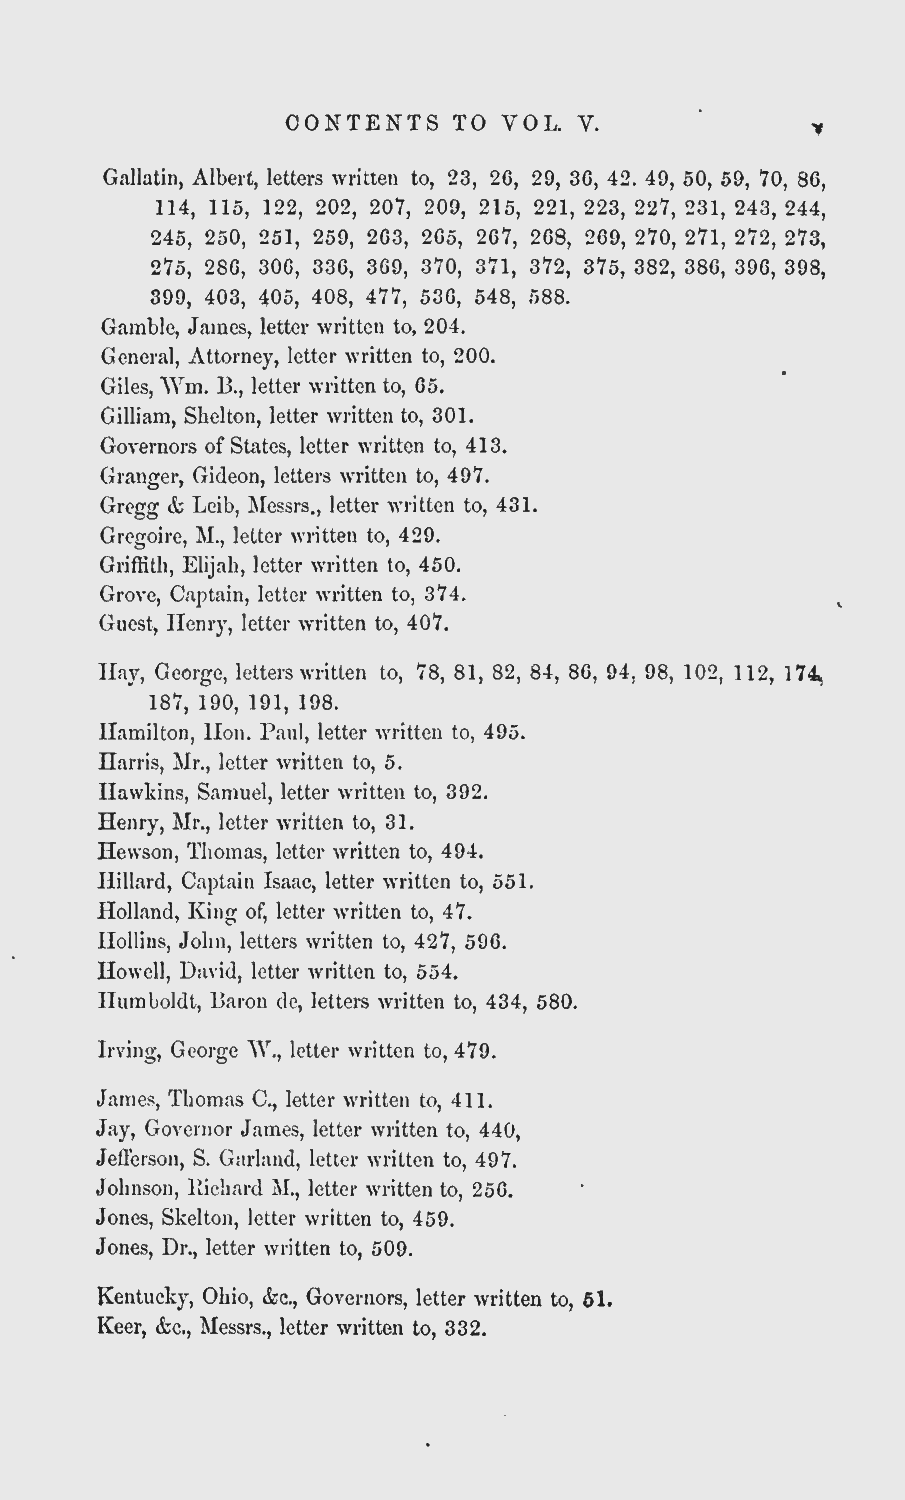 CONTENTS TO VOL. V. v
Gallatin, Albert, letters written to, 23, 26, 29, 36, 42. 49, 50, 59, 70, 86,
114, 115, 122, 202, 207, 209, 215, 221, 223, 227, 231, 243, 244,
245, 250, 251, 259, 263, 265, 267, 268, 269, 270, 271, 272, 273,
275, 286, 306, 336, 369, 370, 371, 372, 375, 382, 386, 396, 398,
399, 403, 405, 408, 477, 536, 548, 588.
Gamble, James, letter written to, 204.
General, Attorney, letter written to, 200.
Giles, Wm. B., letter written to, 65.
Gilliam, Shelton, letter written to, 301.
Governors of States, letter written to, 413.
Granger, Gideon, letters written to, 497.
Gregg & Leib, Messrs., letter written to, 431.
Gregoire, M., letter written to, 429.
Griffith, Elijah, letter written to, 450.
Grove, Captain, letter written to, 374.
Guest, Henry, letter written to, 407.
Hay, George, letters written to, 78, 81, 82, 84, 86, 94, 98, 102, 112, 174,
187, 190, 191, 198.
Hamilton, Hon. Paul, letter written to, 495.
Harris, Mr., letter written to, 5.
Hawkins, Samuel, letter written to, 392.
Henry, Mr., letter written to, 31.
Hewson, Thomas, letter written to, 494.
Hillard, Captain Isaac, letter written to, 551.
Holland, King of, letter written to, 47.
Hollins, John, letters written to, 427, 596.
Howell, David, letter written to, 554.
Humboldt, Baron de, letters written to, 434, 580.
Irving, George W., letter written to, 479.
James, Thomas C., letter written to, 411.
Jay, Governor James, letter written to, 440,
Jefferson, S. Garland, letter written to, 497.
Johnson, Richard M., letter written to, 256.
Jones, Skelton, letter written to, 459.
Jones, Dr., letter written to, 509.
Kentucky, Ohio, &c., Governors, letter written to, 51.
Keer, &c., Messrs., letter written to, 332.